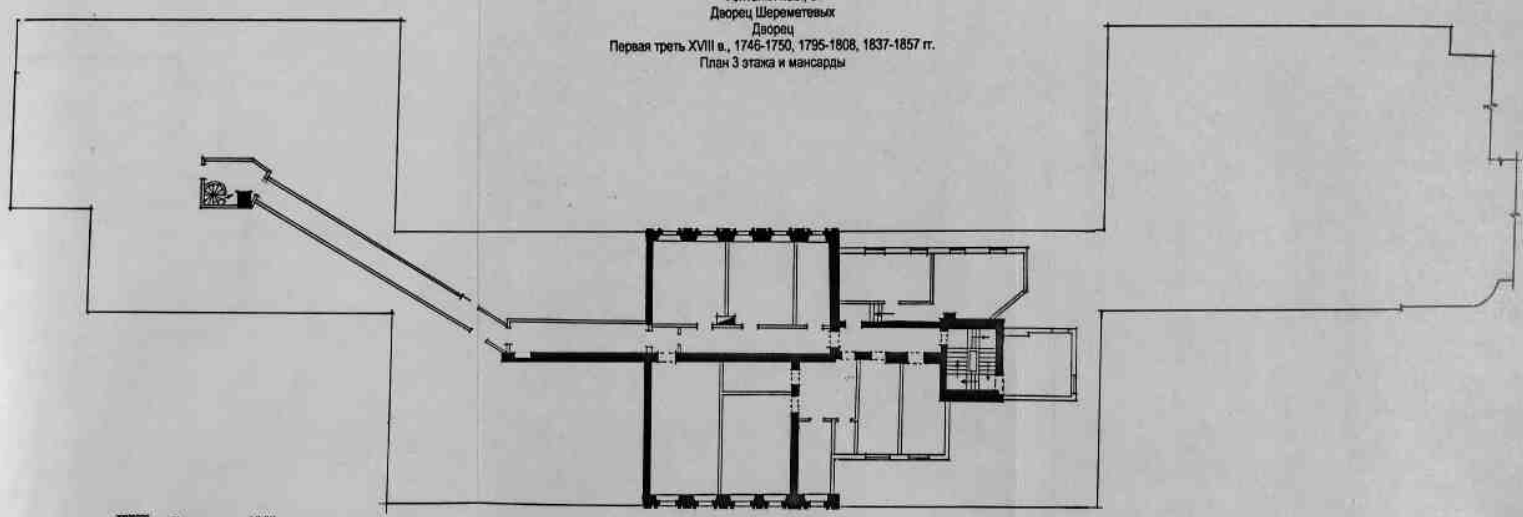 Дворец Шереметевых
Дворец
Первая треть XVIII в., 1746-1750, 1795-1808, 1837-1857 гг.
План 3 этажа и мансарды